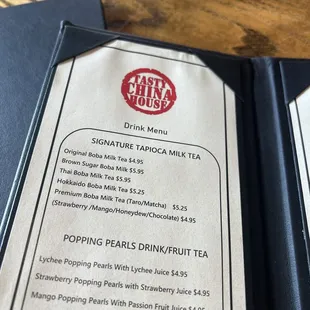 TASTY
CHINA
HOUSE
Drink Menu
SIGNATURE TAPIOCA MILK TEA
Original Boba Milk Tea $4.95
Brown Sugar Boba Milk $5.95
Thai Boba Milk Tea $5.95
Hokkaido Boba Milk Tea $5.25
Premium Boba Milk Tea (Taro/Matcha) $5.25
(Strawberry /Mango/Honeydew/Chocolate) $4.95
POPPING PEARLS DRINK/FRUIT TEA
Lychee Popping Pearls With Lychee Juice $4.95
Strawberry Popping Pearls with Strawberry Juice $4.95
Mango Popping Pearls With Passion Fruit Juice $4.95